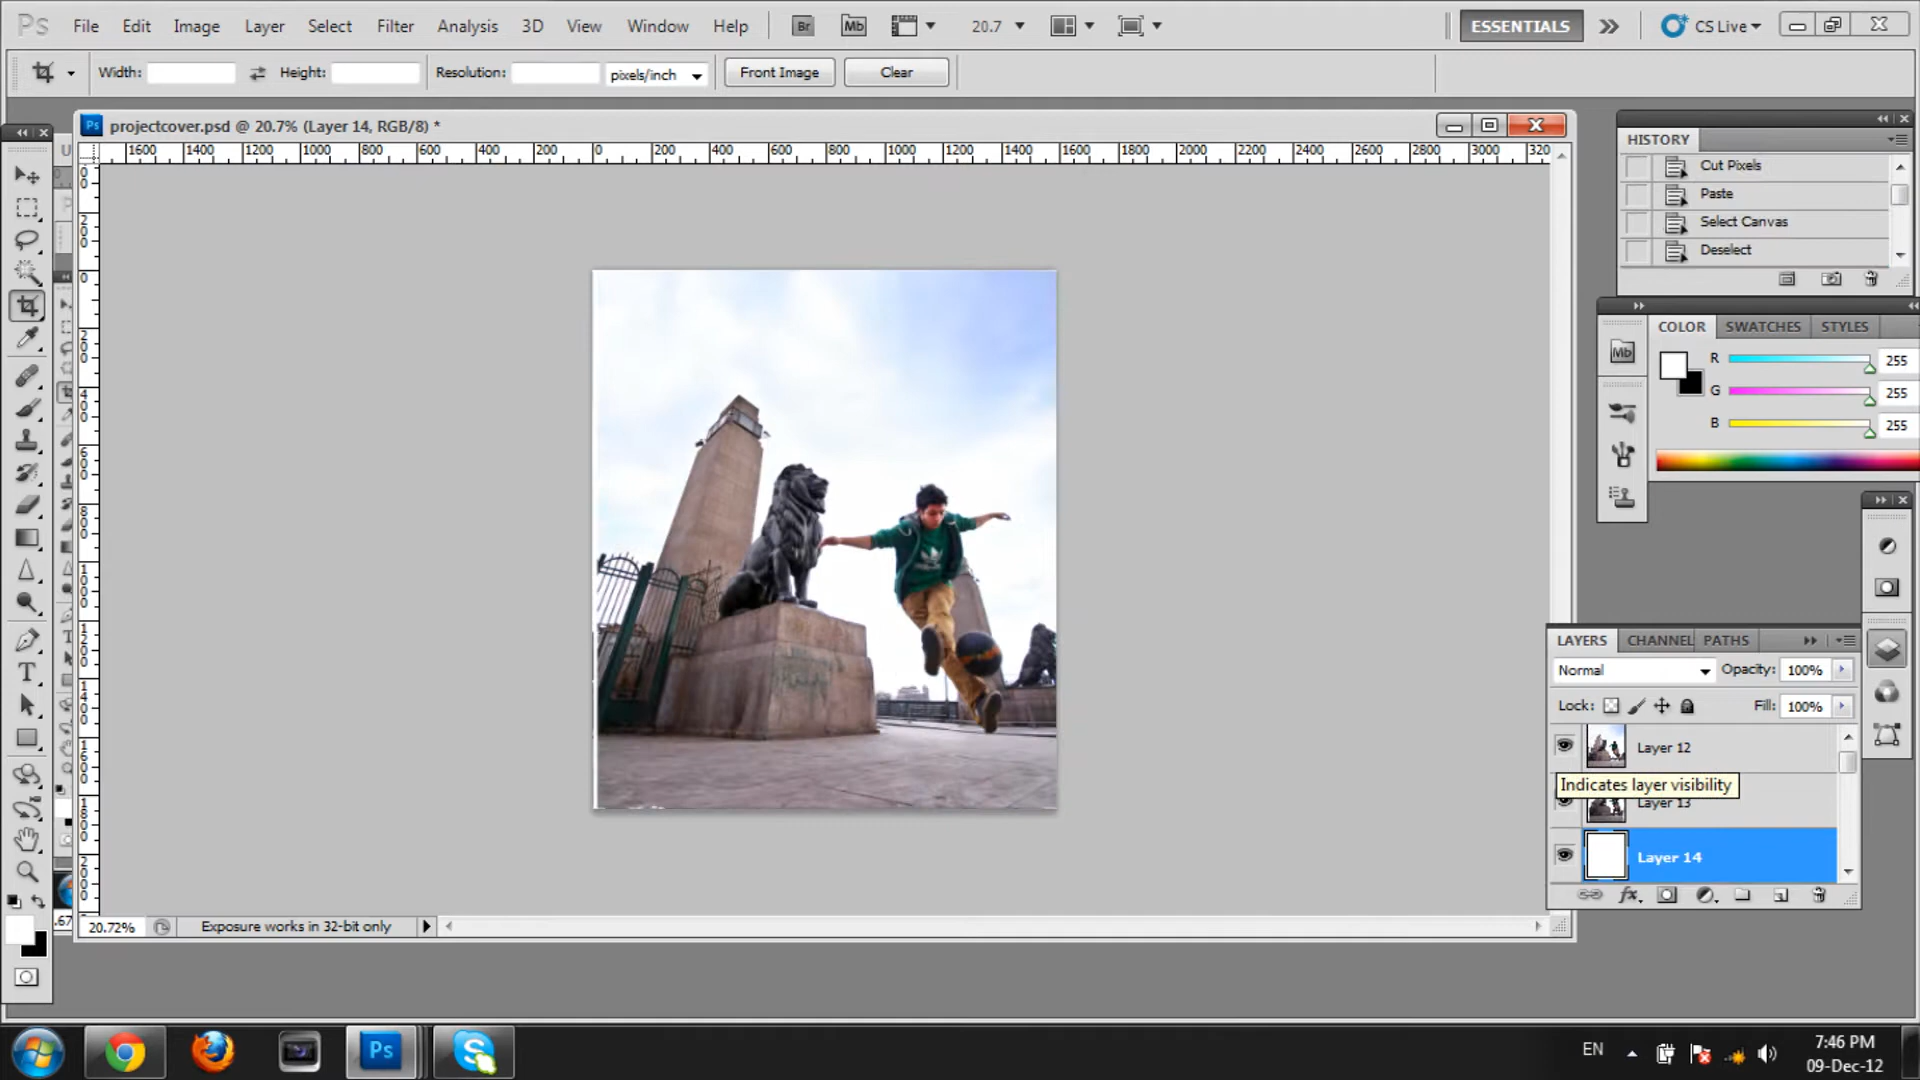 Ps File Edit Image Layer Select Filter Analysis 3D View Window Help Br Mb 20.7 ESSENTIALS CS Live
Width: Height: Resolution: pixels/inch Front Image Clear
Ps projectcover.psd @ 20.7% (Layer 14, RGB/8) *
1600 1400 1200 1000 800 600 400 200 0 200 400 600 800 1000 1200 1400 1600 1800 2000 2200 2400 2600 2800 3000 320
HISTORY
Cut Pixels
Paste
Select Canvas
Deselect
COLOR SWATCHES STYLES
Mb
R 255
G 255
B 255
LAYERS CHANNEL PATHS
Normal Opacity: 100%
Lock: Fill: 100%
Layer 12
Indicates layer visibility
Layer 13
Layer 14
20.72% Exposure works in 32-bit only
Ps
EN
7:46 PM
09-Dec-12